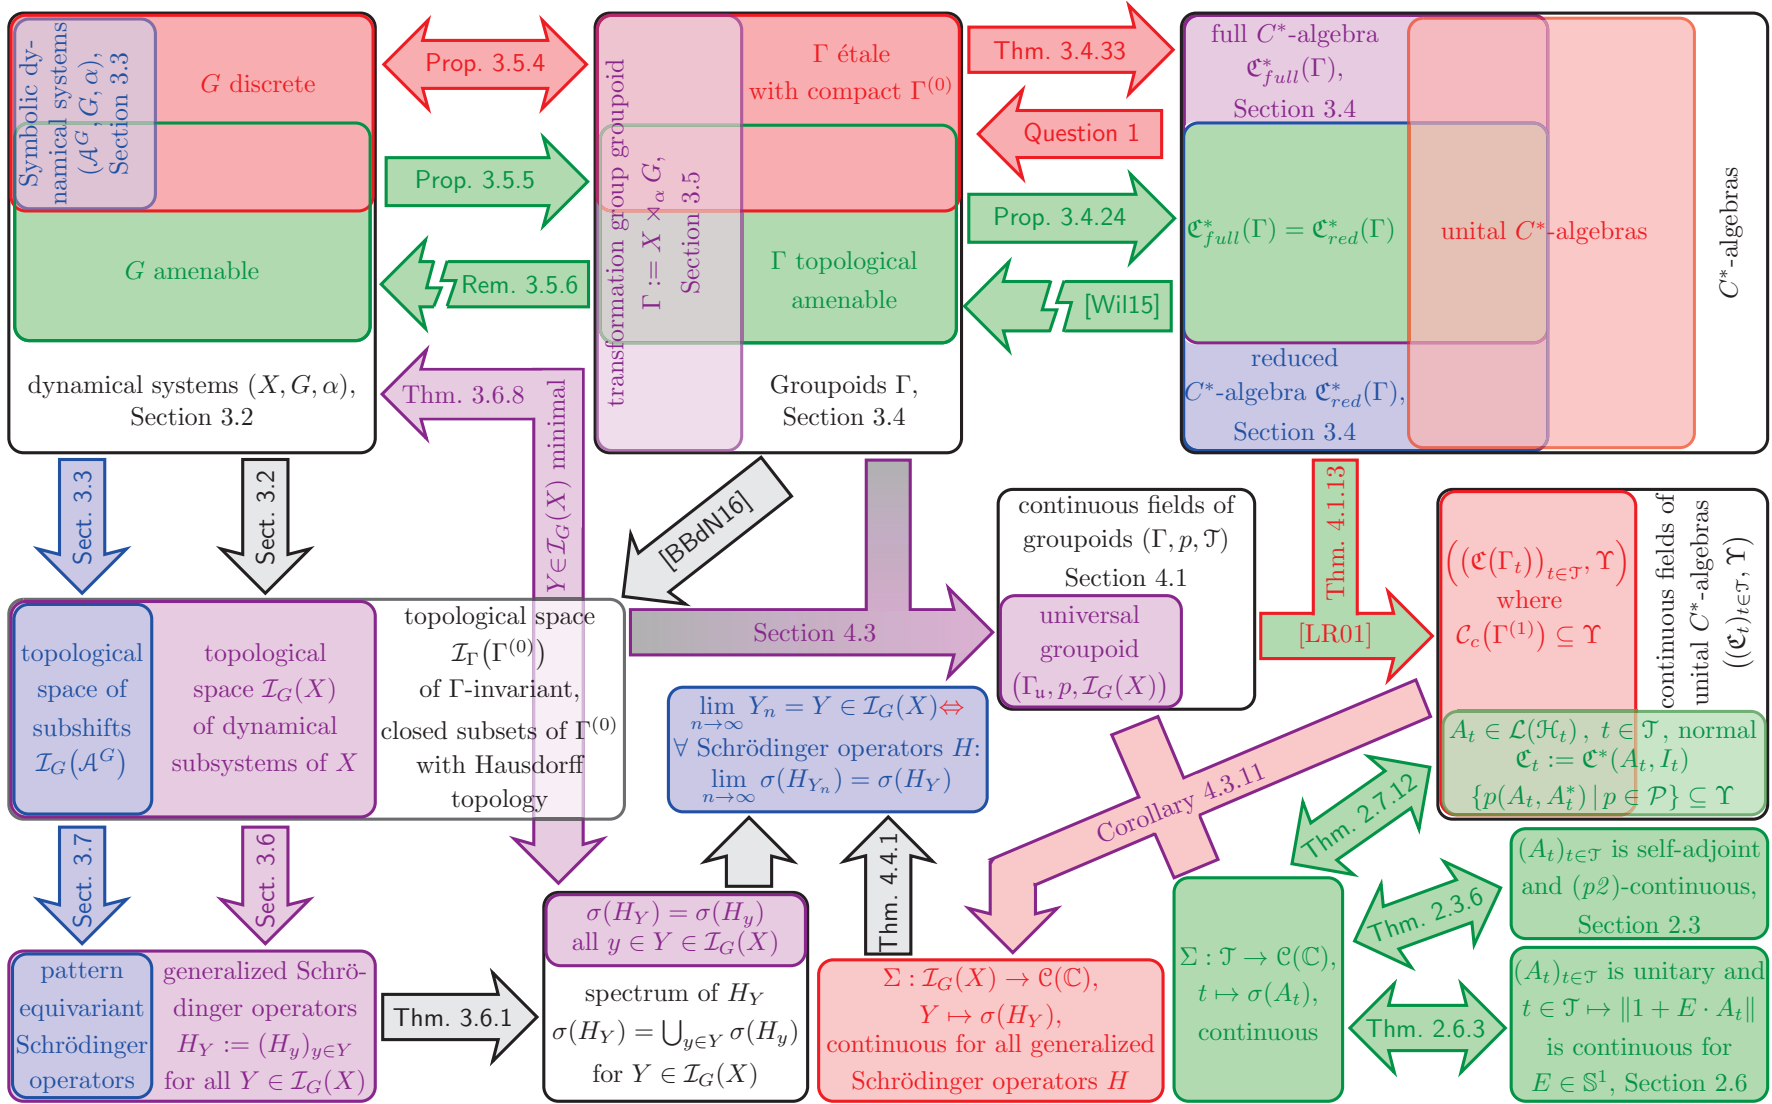 Symbolic dy-
namical systems
(𝒜^G, G, α),
Section 3.3
G discrete
G amenable
dynamical systems (X, G, α),
Section 3.2
Prop. 3.5.4
Prop. 3.5.5
Rem. 3.5.6
Thm. 3.6.8
transformation group groupoid
Γ := X ⋊_α G,
Section 3.5
Γ étale
with compact Γ^(0)
Γ topological
amenable
Groupoids Γ,
Section 3.4
Thm. 3.4.33
Question 1
Prop. 3.4.24
[Wil15]
full C*-algebra
ℭ*_full(Γ),
Section 3.4
ℭ*_full(Γ) = ℭ*_red(Γ)
unital C*-algebras
reduced
C*-algebra ℭ*_red(Γ),
Section 3.4
C*-algebras
Sect. 3.3
Sect. 3.2
Y∈ℐ_G(X) minimal
[BBdN16]
Section 4.3
continuous fields of
groupoids (Γ, p, 𝒯)
Section 4.1
universal
groupoid
(Γ_𝔲, p, ℐ_G(X))
Thm. 4.1.13
[LR01]
((ℭ(Γ_t))_{t∈𝒯}, Υ)
where
𝒞_c(Γ^(1)) ⊆ Υ
continuous fields of
unital C*-algebras
((ℭ_t)_{t∈𝒯}, Υ)
A_t ∈ ℒ(ℋ_t), t ∈ 𝒯, normal
ℭ_t := ℭ*(A_t, I_t)
{p(A_t, A_t*) | p ∈ 𝒫} ⊆ Υ
topological
space of
subshifts
ℐ_G(𝒜^G)
topological
space ℐ_G(X)
of dynamical
subsystems of X
topological space
ℐ_Γ(Γ^(0))
of Γ-invariant,
closed subsets of Γ^(0)
with Hausdorff
topology
lim_{n→∞} Y_n = Y ∈ ℐ_G(X) ⇔
∀ Schrödinger operators H:
lim_{n→∞} σ(H_{Y_n}) = σ(H_Y)
Corollary 4.3.11
Thm. 2.7.12
Sect. 3.7
Sect. 3.6
Thm. 4.4.1
pattern
equivariant
Schrödinger
operators
generalized Schrö-
dinger operators
H_Y := (H_y)_{y∈Y}
for all Y ∈ ℐ_G(X)
Thm. 3.6.1
σ(H_Y) = σ(H_y)
all y ∈ Y ∈ ℐ_G(X)
spectrum of H_Y
σ(H_Y) = ⋃_{y∈Y} σ(H_y)
for Y ∈ ℐ_G(X)
Σ : ℐ_G(X) → 𝒞(ℂ),
Y ↦ σ(H_Y),
continuous for all generalized
Schrödinger operators H
Σ : 𝒯 → 𝒞(ℂ),
t ↦ σ(A_t),
continuous
Thm. 2.3.6
Thm. 2.6.3
(A_t)_{t∈𝒯} is self-adjoint
and (p2)-continuous,
Section 2.3
(A_t)_{t∈𝒯} is unitary and
t ∈ 𝒯 ↦ ‖1 + E · A_t‖
is continuous for
E ∈ 𝕊^1, Section 2.6